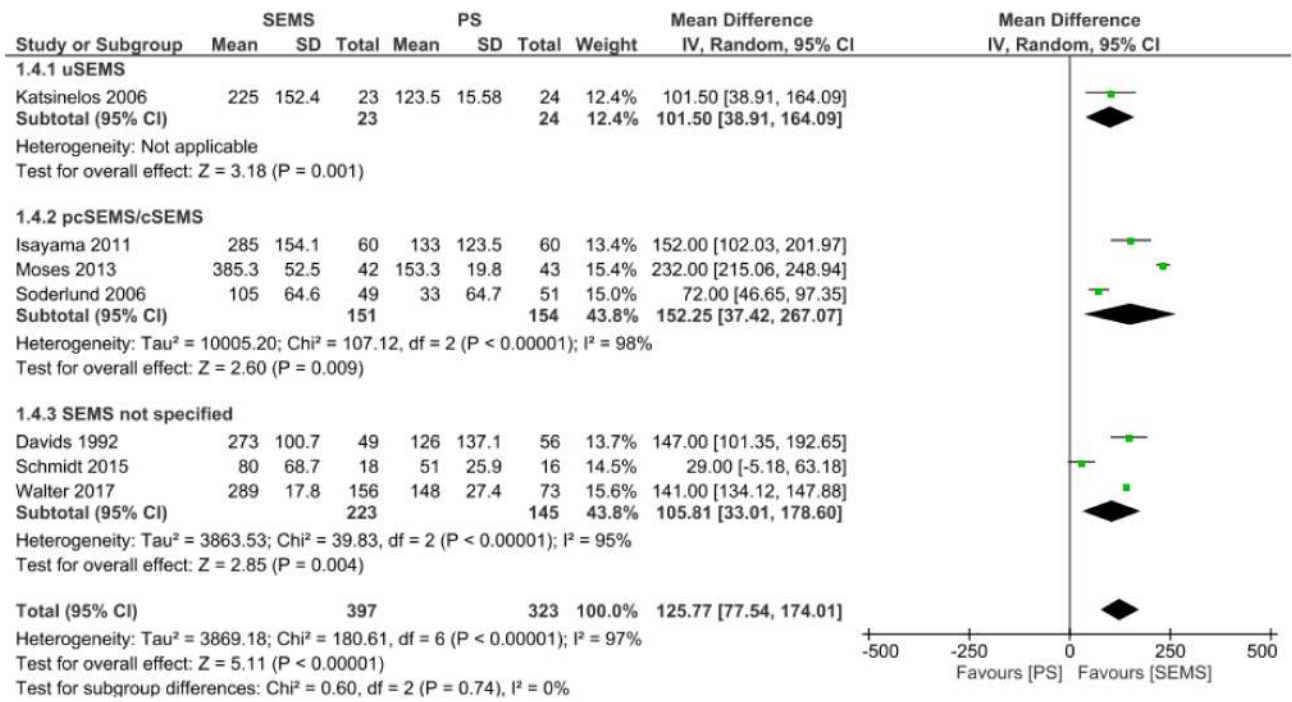 SEMS PS Mean Difference Mean Difference
Study or Subgroup Mean SD Total Mean SD Total Weight IV, Random, 95% CI IV, Random, 95% CI
1.4.1 uSEMS
Katsinelos 2006 225 152.4 23 123.5 15.58 24 12.4% 101.50 [38.91, 164.09]
Subtotal (95% CI) 23 24 12.4% 101.50 [38.91, 164.09]
Heterogeneity: Not applicable
Test for overall effect: Z = 3.18 (P = 0.001)
1.4.2 pcSEMS/cSEMS
Isayama 2011 285 154.1 60 133 123.5 60 13.4% 152.00 [102.03, 201.97]
Moses 2013 385.3 52.5 42 153.3 19.8 43 15.4% 232.00 [215.06, 248.94]
Soderlund 2006 105 64.6 49 33 64.7 51 15.0% 72.00 [46.65, 97.35]
Subtotal (95% CI) 151 154 43.8% 152.25 [37.42, 267.07]
Heterogeneity: Tau² = 10005.20; Chi² = 107.12, df = 2 (P < 0.00001); I² = 98%
Test for overall effect: Z = 2.60 (P = 0.009)
1.4.3 SEMS not specified
Davids 1992 273 100.7 49 126 137.1 56 13.7% 147.00 [101.35, 192.65]
Schmidt 2015 80 68.7 18 51 25.9 16 14.5% 29.00 [-5.18, 63.18]
Walter 2017 289 17.8 156 148 27.4 73 15.6% 141.00 [134.12, 147.88]
Subtotal (95% CI) 223 145 43.8% 105.81 [33.01, 178.60]
Heterogeneity: Tau² = 3863.53; Chi² = 39.83, df = 2 (P < 0.00001); I² = 95%
Test for overall effect: Z = 2.85 (P = 0.004)
Total (95% CI) 397 323 100.0% 125.77 [77.54, 174.01]
Heterogeneity: Tau² = 3869.18; Chi² = 180.61, df = 6 (P < 0.00001); I² = 97%
Test for overall effect: Z = 5.11 (P < 0.00001)
Test for subgroup differences: Chi² = 0.60, df = 2 (P = 0.74), I² = 0%
-500 -250 0 250 500
Favours [PS] Favours [SEMS]